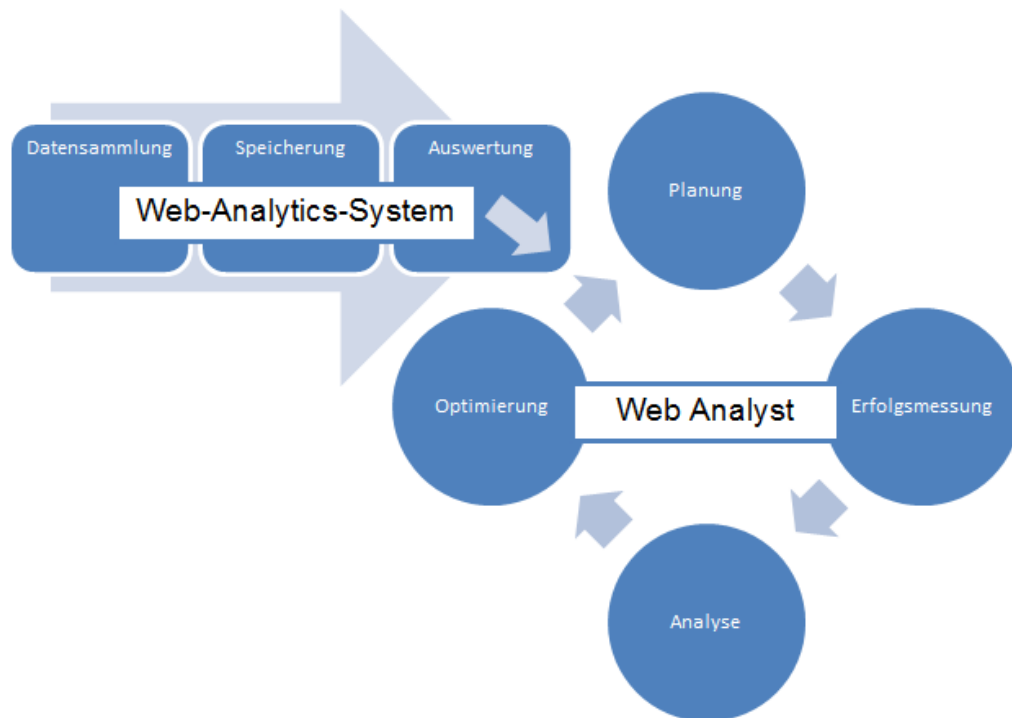 Datensammlung
Speicherung
Auswertung
Web-Analytics-System
Planung
Optimierung
Web Analyst
Erfolgsmessung
Analyse